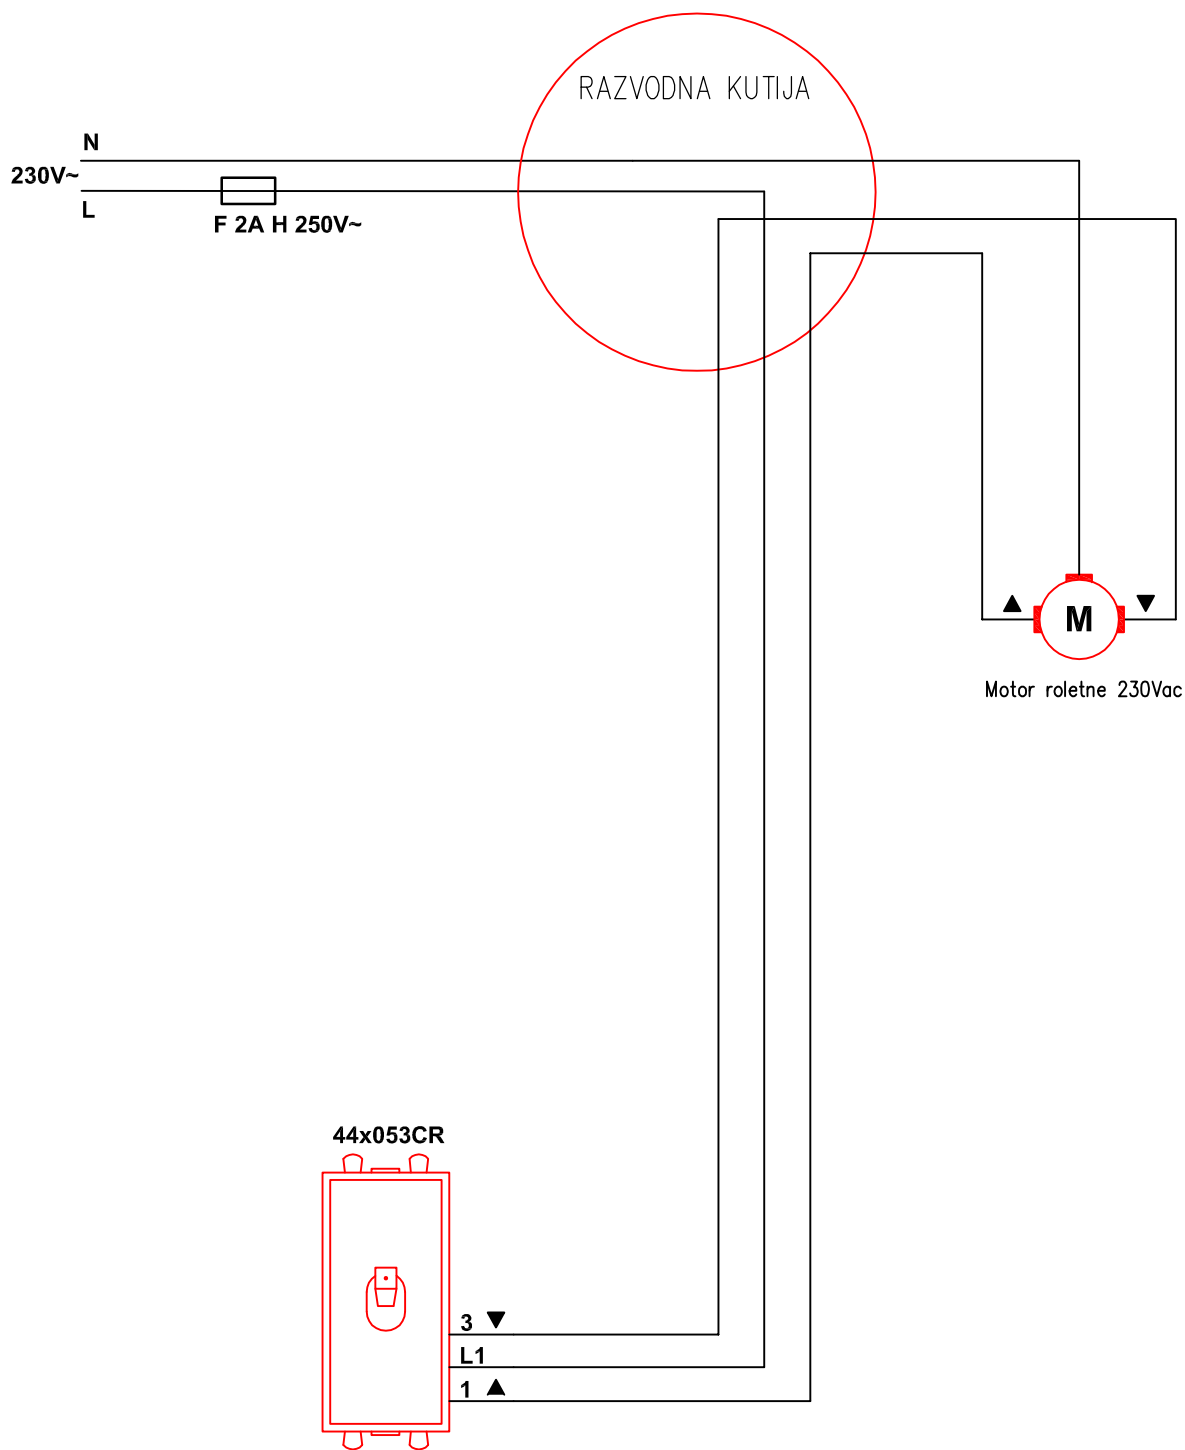 RAZVODNA KUTIJA
N
230V~
L
F 2A H 250V~
M
Motor roletne 230Vac
44x053CR
3
L1
1